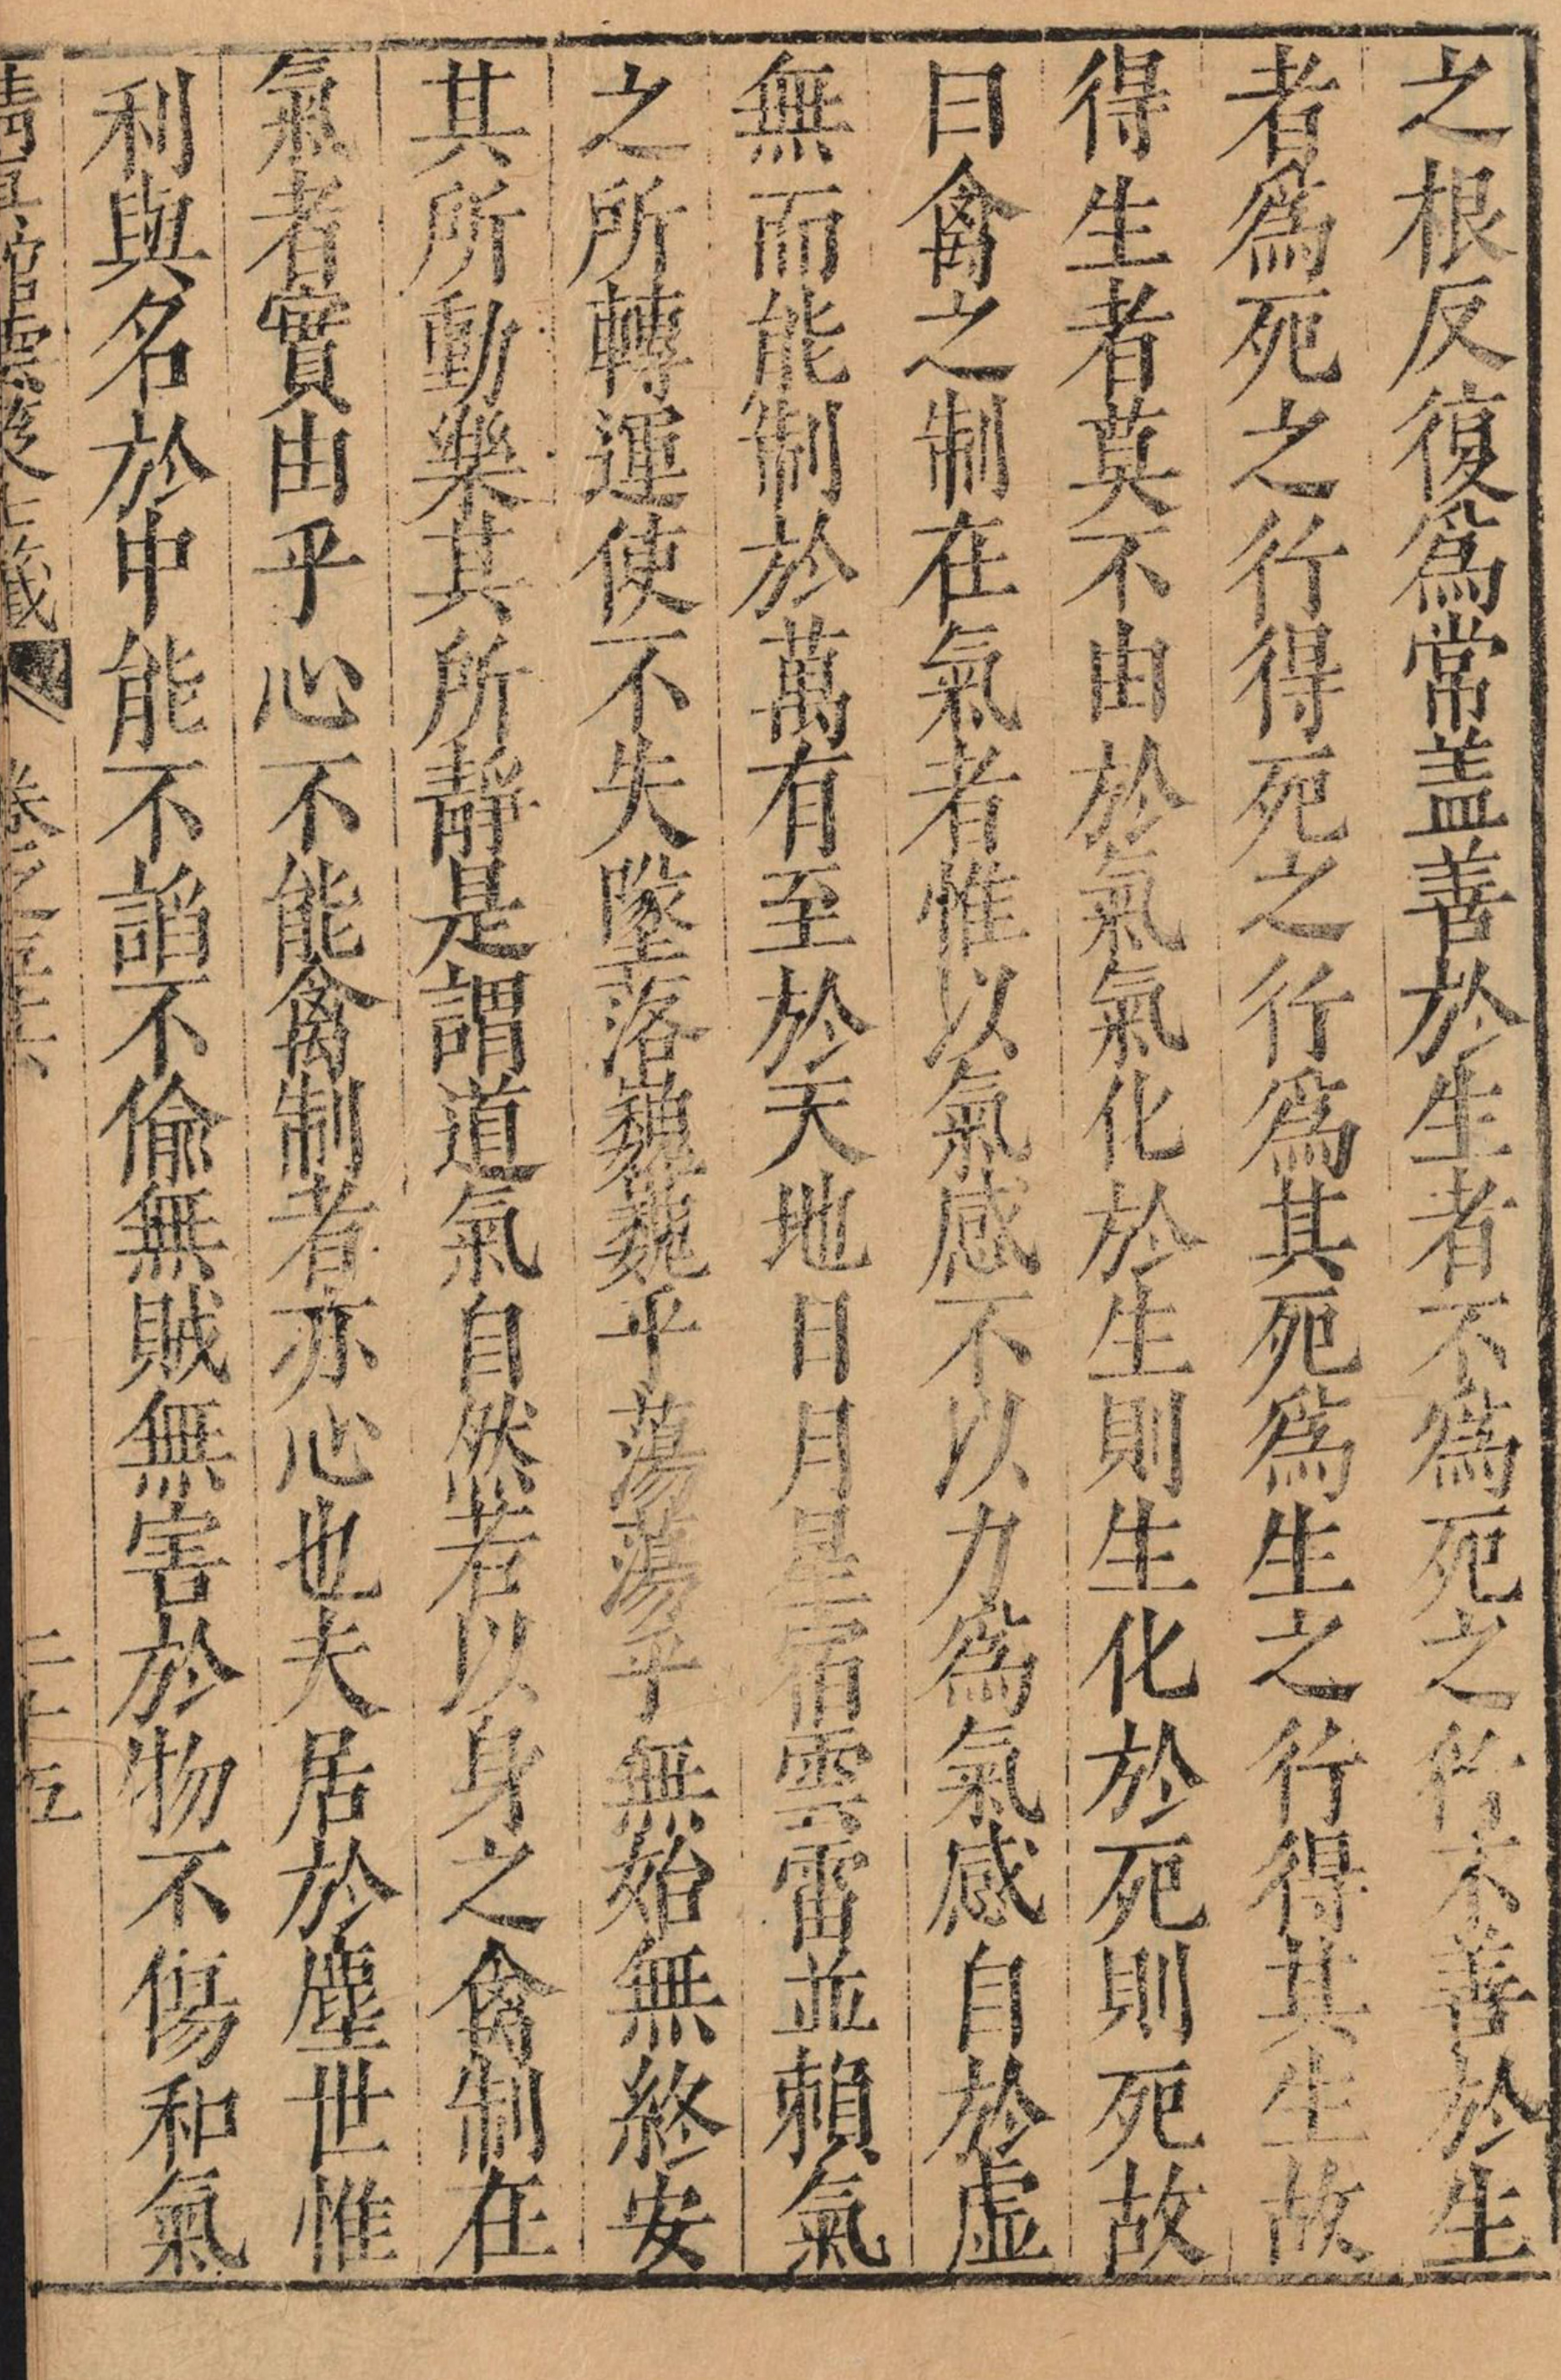 之根反復爲常盖善於生者不爲死之行不善於生
者爲死之行得死之行爲其死爲生之行得其生故
得生者莫不由於氣氣化於生則生化於死則死故
曰禽之制在氣者惟以氣感不以力爲氣感自於虛
無而能制於萬有至於天地日月星宿雲雷並賴氣
之所轉運使不失墜落巍巍乎蕩蕩乎無始無終安
其所動樂其所靜是謂道氣自然若以身之禽制在
氣者實由乎心不能禽制者亦心也夫居於塵世惟
利與名於中能不諂不偷無賊無害於物不傷和氣
卷之五十六
二十五